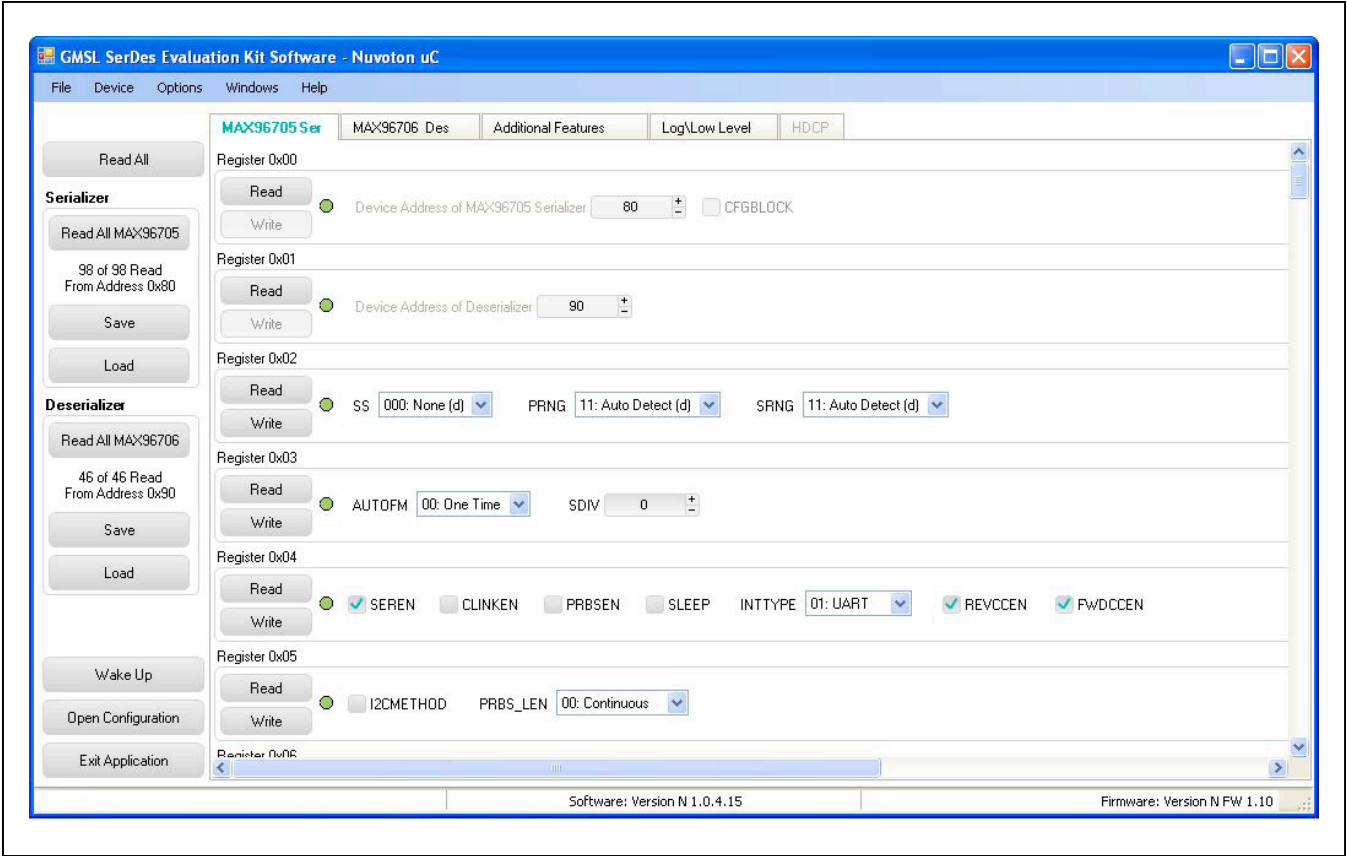 GMSL SerDes Evaluation Kit Software - Nuvoton uC
File Device Options Windows Help
MAX96705 Ser MAX96706 Des Additional Features Log\Low Level HDCP
Read All
Serializer
Read All MAX96705
98 of 98 Read
From Address 0x80
Save
Load
Deserializer
Read All MAX96706
46 of 46 Read
From Address 0x90
Save
Load
Wake Up
Open Configuration
Exit Application
Register 0x00
Read
Device Address of MAX96705 Serializer 80 CFGBLOCK
Write
Register 0x01
Read
Device Address of Deserializer 90
Write
Register 0x02
Read
SS 000: None (d) PRNG 11: Auto Detect (d) SRNG 11: Auto Detect (d)
Write
Register 0x03
Read
AUTOFM 00: One Time SDIV 0
Write
Register 0x04
Read
SEREN CLINKEN PRBSEN SLEEP INTTYPE 01: UART REVCCEN FWDCCEN
Write
Register 0x05
Read
I2CMETHOD PRBS_LEN 00: Continuous
Write
Register 0x06
Software: Version N 1.0.4.15 Firmware: Version N FW 1.10